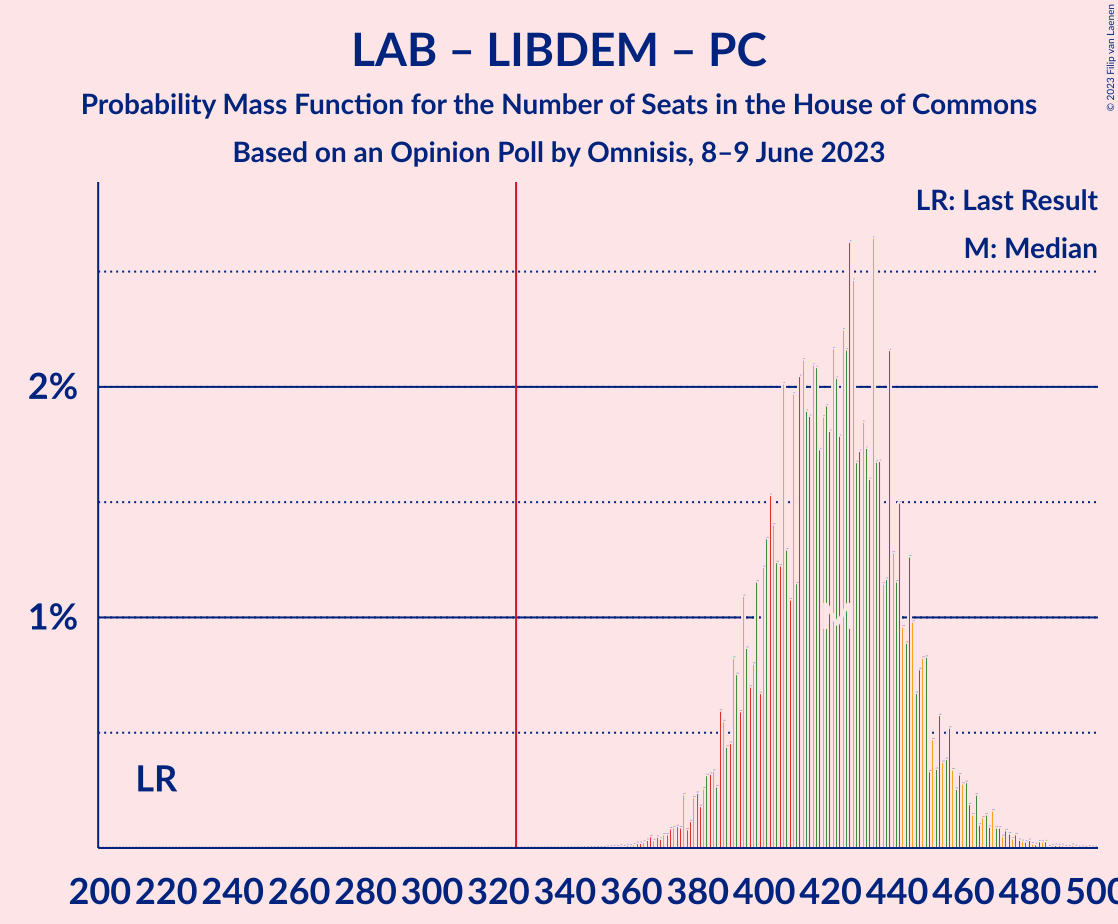 LAB – LIBDEM – PC
Probability Mass Function for the Number of Seats in the House of Commons
Based on an Opinion Poll by Omnisis, 8–9 June 2023
© 2023 Filip van Laenen
LR: Last Result
M: Median
2%
1%
LR
M
200 220 240 260 280 300 320 340 360 380 400 420 440 460 480 500